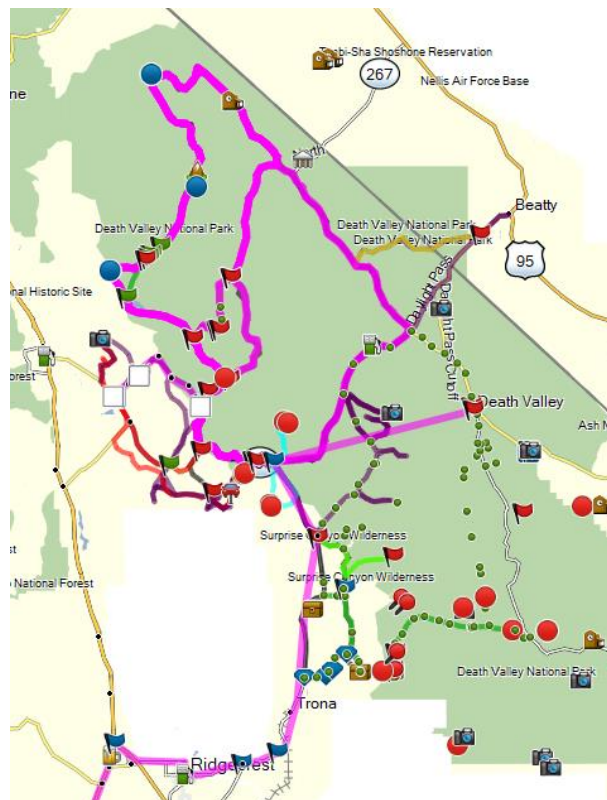 Timbi-Sha Shoshone Reservation
267
Nellis Air Force Base
ne
North
Beatty
Death Valley National Park
Death Valley National Park
Death Valley National Park
95
onal Historic Site
Daylight Pass
Daylight Pass Cutoff
orest
Death Valley
Ash M
st
Surprise Canyon Wilderness
o National Forest
Surprise Canyon Wilderness
Death Valley National Park
Trona
Ridgecrest